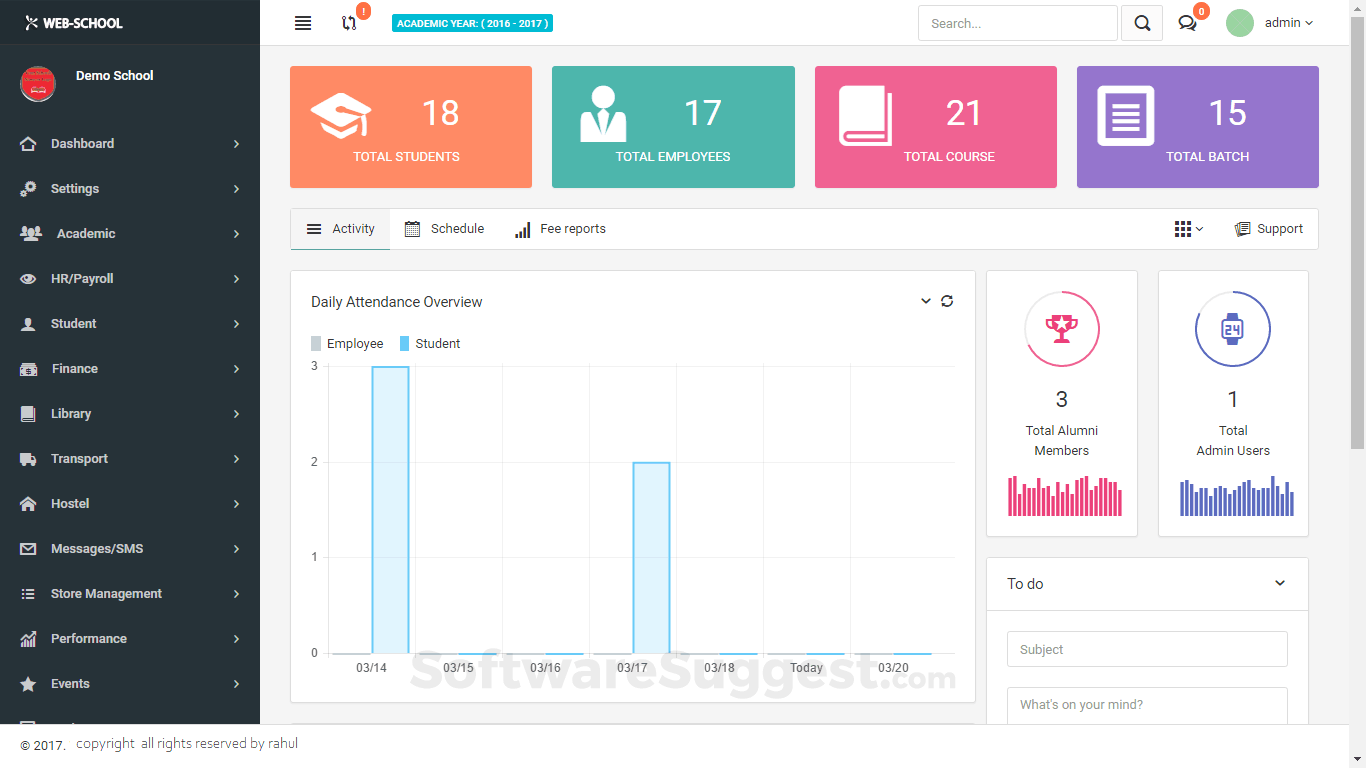 WEB-SCHOOL
!
ACADEMIC YEAR: ( 2016 - 2017 )
Search...
0
admin
Demo School
Dashboard
Settings
Academic
HR/Payroll
Student
Finance
Library
Transport
Hostel
Messages/SMS
Store Management
Performance
Events
18
TOTAL STUDENTS
17
TOTAL EMPLOYEES
21
TOTAL COURSE
15
TOTAL BATCH
Activity
Schedule
Fee reports
Support
Daily Attendance Overview
Employee
Student
3
2
1
0
03/14
03/15
03/16
03/17
03/18
Today
03/20
SoftwareSuggest.com
3
Total Alumni
Members
24
1
Total
Admin Users
To do
Subject
What's on your mind?
© 2017. copyright all rights reserved by rahul